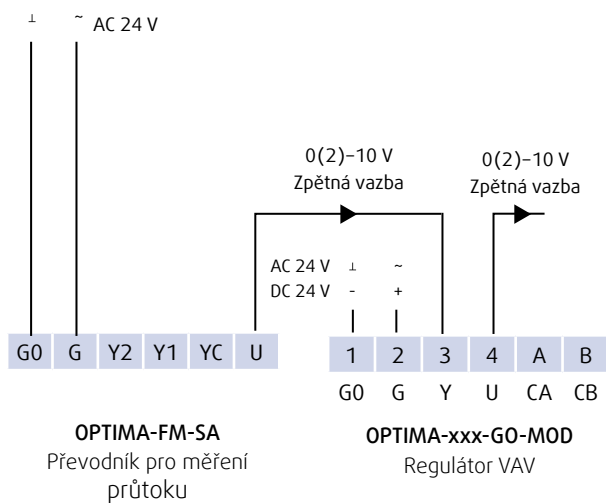 ⊥ ~ AC 24 V
0(2)–10 V
Zpětná vazba
0(2)–10 V
Zpětná vazba
AC 24 V ⊥ ~
DC 24 V - +
G0 G Y2 Y1 YC U
1 2 3 4 A B
G0 G Y U CA CB
OPTIMA-FM-SA
Převodník pro měření
průtoku
OPTIMA-xxx-GO-MOD
Regulátor VAV